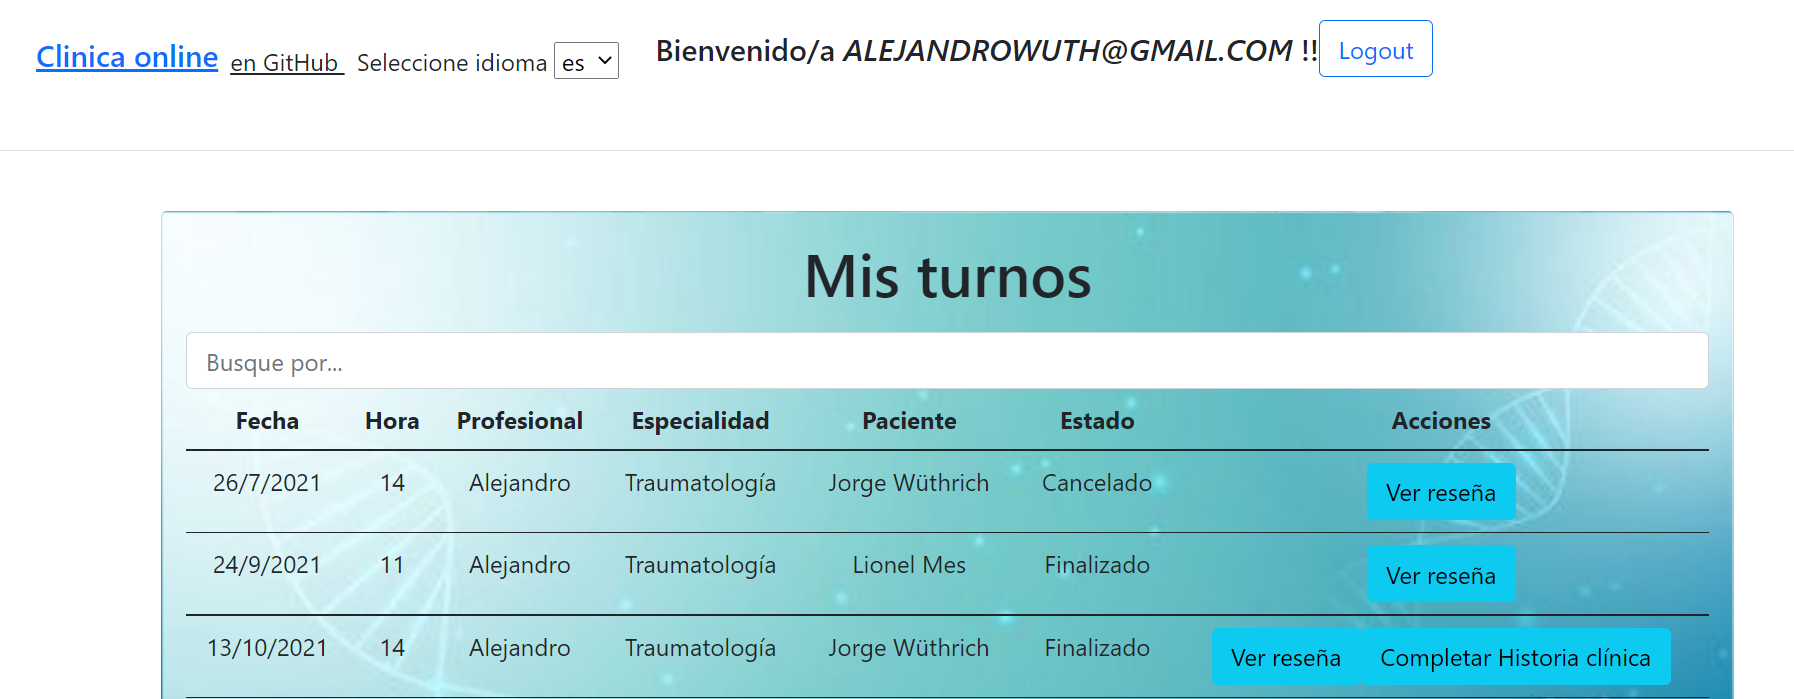 Clinica online en GitHub Seleccione idioma es Bienvenido/a ALEJANDROWUTH@GMAIL.COM !! Logout
Mis turnos
Busque por...
Fecha Hora Profesional Especialidad Paciente Estado Acciones
26/7/2021 14 Alejandro Traumatología Jorge Wüthrich Cancelado Ver reseña
24/9/2021 11 Alejandro Traumatología Lionel Mes Finalizado Ver reseña
13/10/2021 14 Alejandro Traumatología Jorge Wüthrich Finalizado Ver reseña Completar Historia clínica